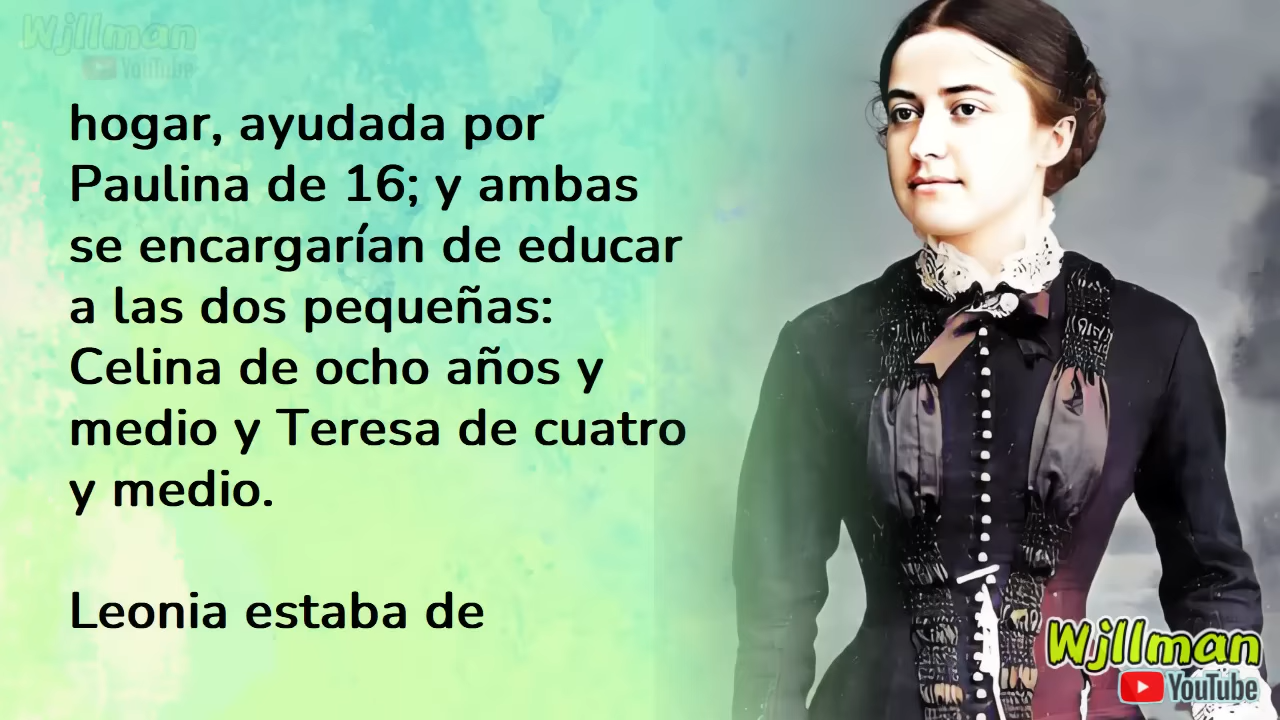 Wjllman
YouTube
hogar, ayudada por
Paulina de 16; y ambas
se encargarían de educar
a las dos pequeñas:
Celina de ocho años y
medio y Teresa de cuatro
y medio.
Leonia estaba de
Wjllman
YouTube